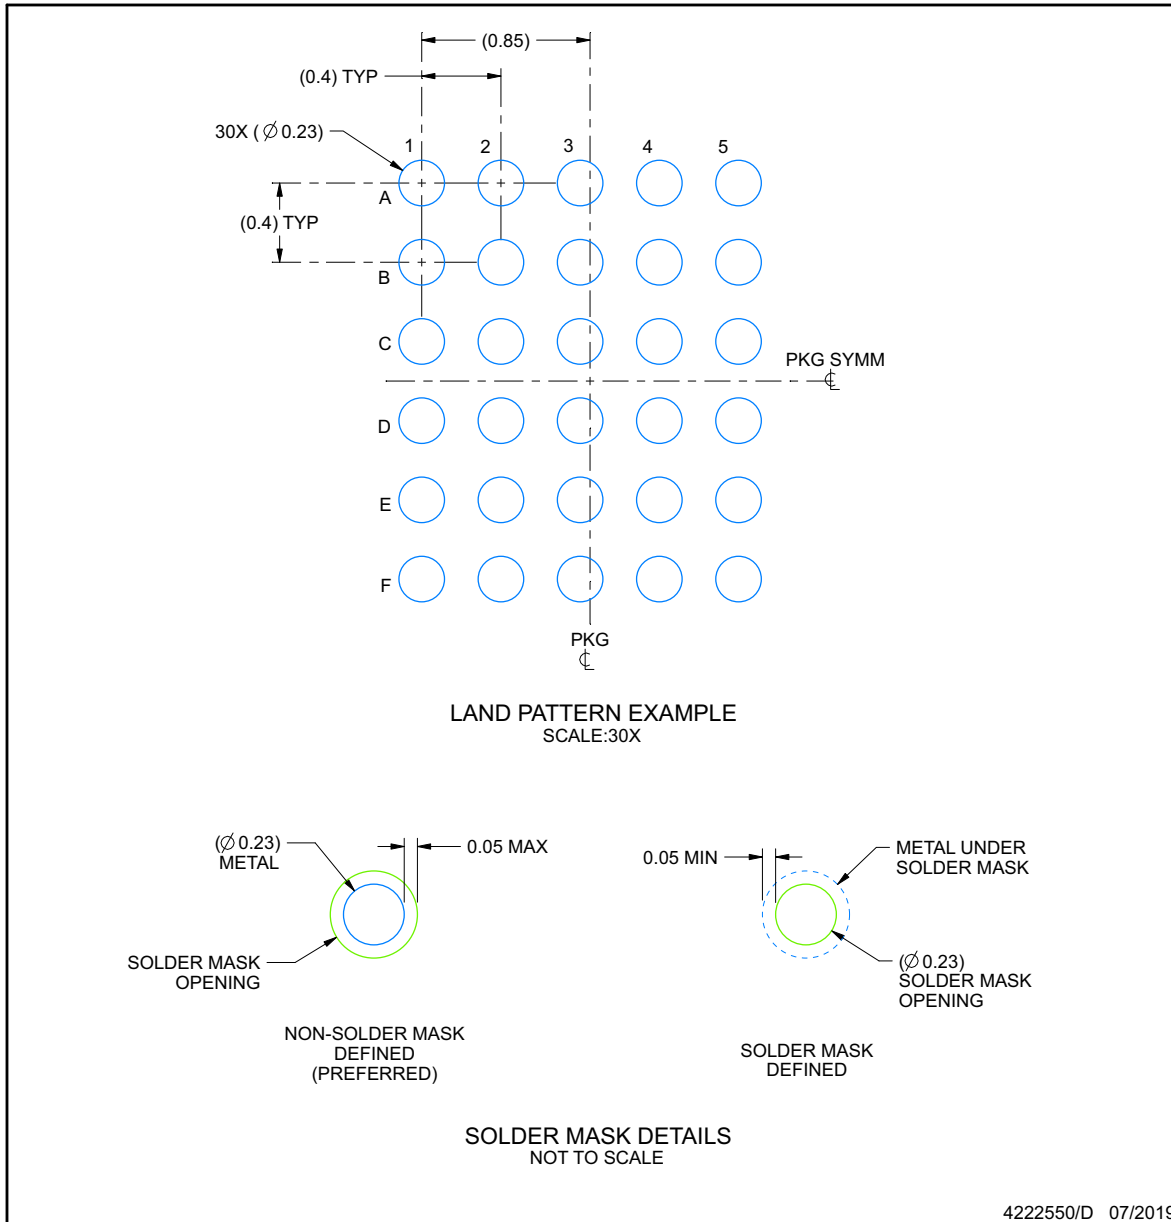 (0.85)
(0.4) TYP
30X (∅0.23)
1 2 3 4 5
A
(0.4) TYP
B
C
PKG SYMM
℄
D
E
F
PKG
℄
LAND PATTERN EXAMPLE
SCALE:30X
(∅0.23)
METAL
0.05 MAX
SOLDER MASK
OPENING
NON-SOLDER MASK
DEFINED
(PREFERRED)
0.05 MIN
METAL UNDER
SOLDER MASK
(∅0.23)
SOLDER MASK
OPENING
SOLDER MASK
DEFINED
SOLDER MASK DETAILS
NOT TO SCALE
4222550/D 07/2019